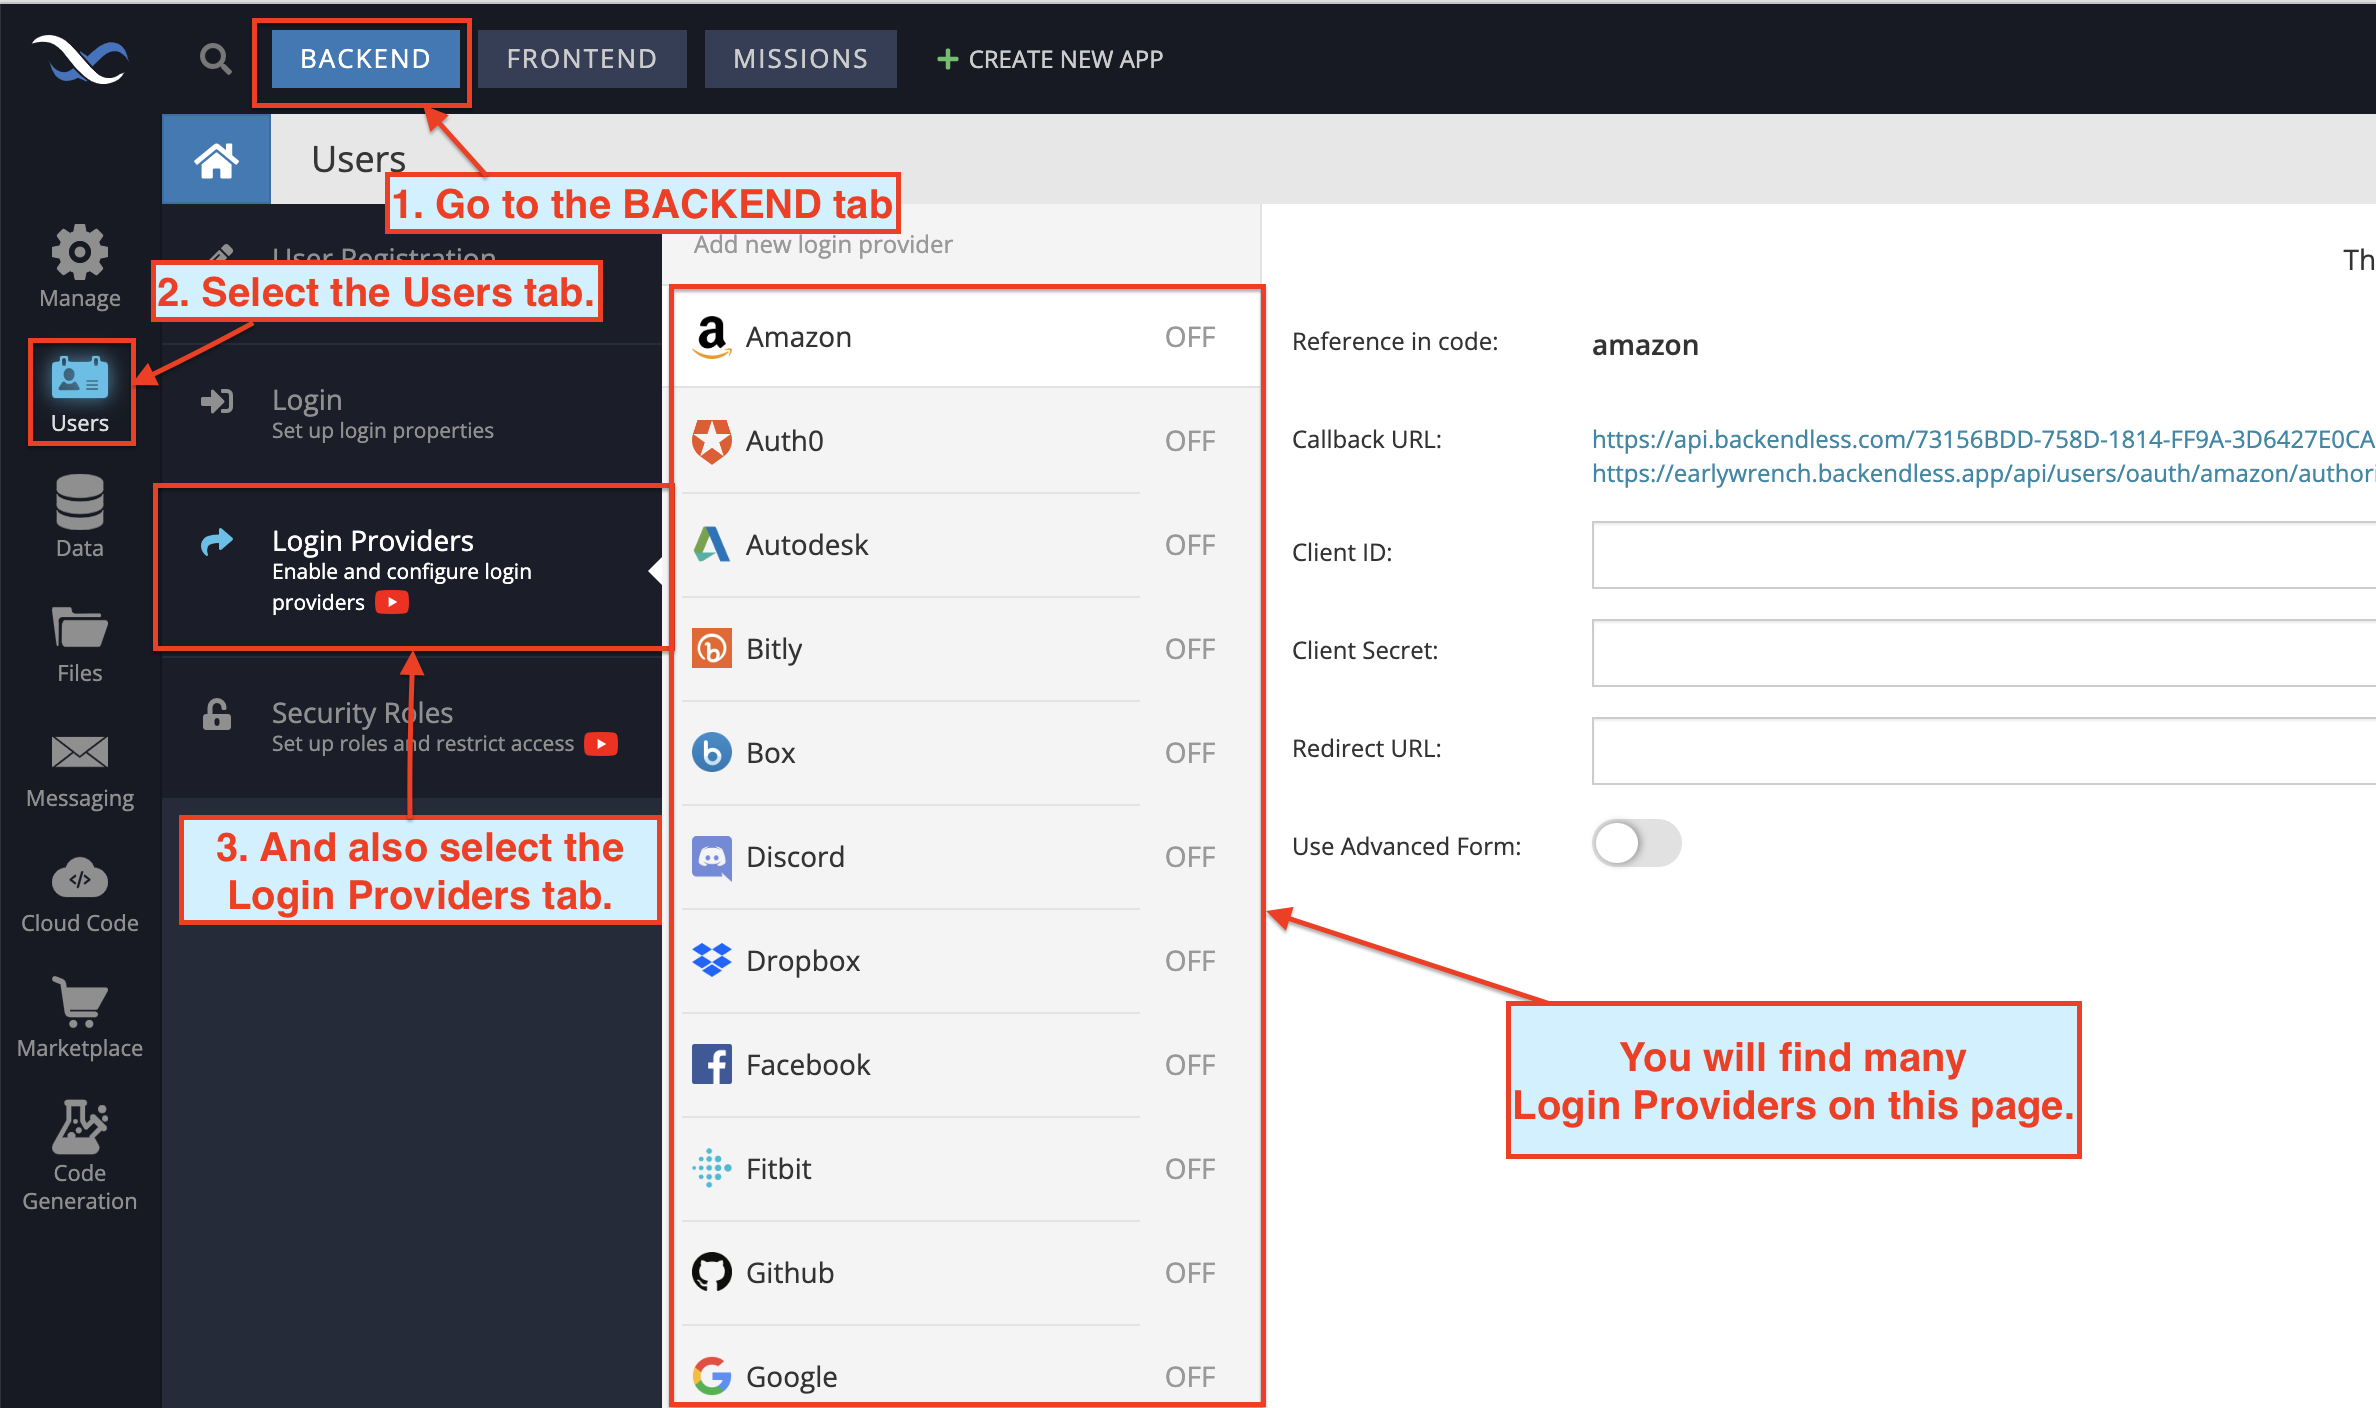 BACKEND
FRONTEND
MISSIONS
+ CREATE NEW APP
Users
1. Go to the BACKEND tab
Manage
Users
Data
Files
Messaging
Cloud Code
Marketplace
Code
Generation
User Registration
2. Select the Users tab.
Login
Set up login properties
Login Providers
Enable and configure login
providers
Security Roles
Set up roles and restrict access
3. And also select the
Login Providers tab.
Add new login provider
Amazon OFF
Auth0 OFF
Autodesk OFF
Bitly OFF
Box OFF
Discord OFF
Dropbox OFF
Facebook OFF
Fitbit OFF
Github OFF
Google OFF
Th
Reference in code: amazon
Callback URL: https://api.backendless.com/73156BDD-758D-1814-FF9A-3D6427E0CA
https://earlywrench.backendless.app/api/users/oauth/amazon/authori
Client ID:
Client Secret:
Redirect URL:
Use Advanced Form:
You will find many
Login Providers on this page.